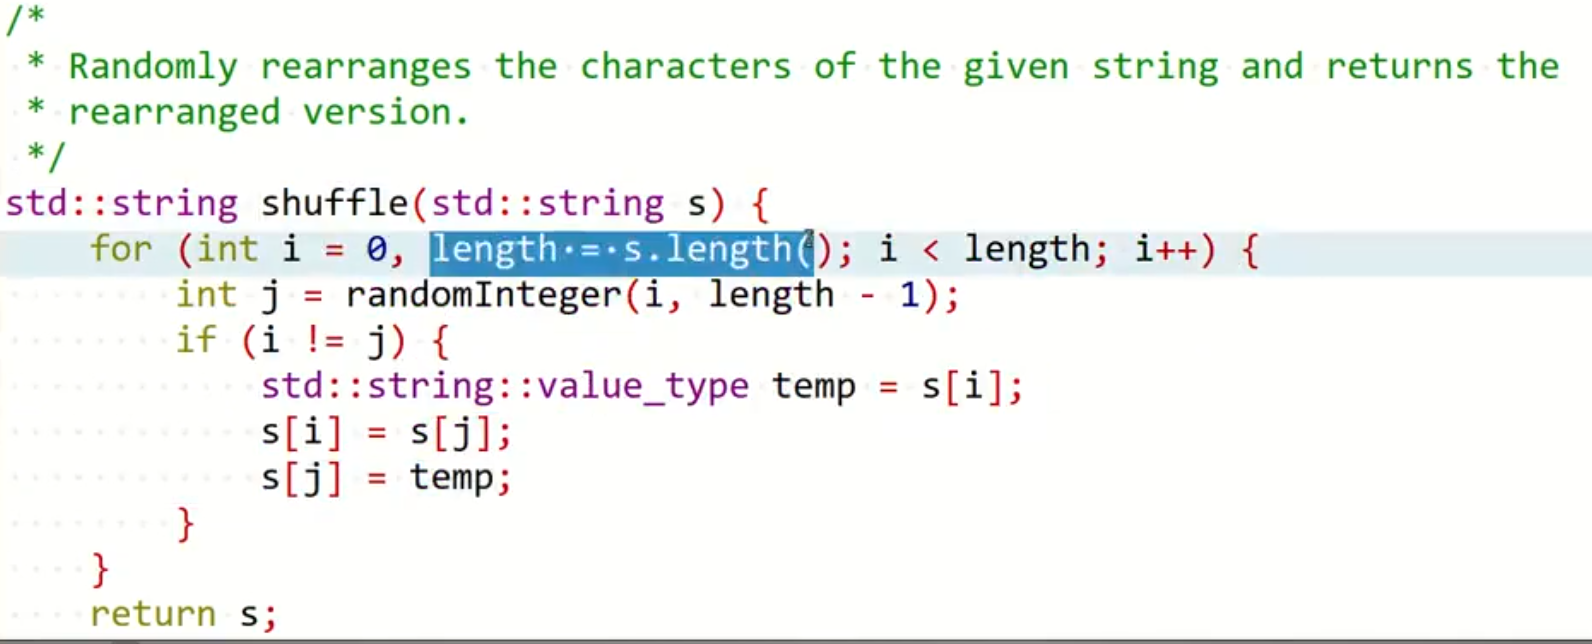 /*
 * Randomly rearranges the characters of the given string and returns the
 * rearranged version.
 */
std::string shuffle(std::string s) {
    for (int i = 0, length = s.length(); i < length; i++) {
        int j = randomInteger(i, length - 1);
        if (i != j) {
            std::string::value_type temp = s[i];
            s[i] = s[j];
            s[j] = temp;
        }
    }
    return s;